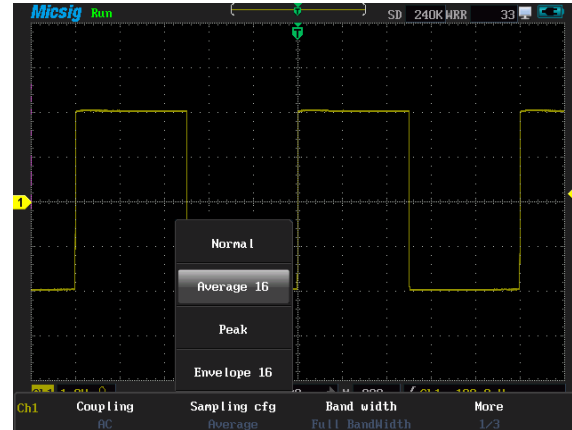 Micsig Run SD 240K WRR 33
T
1
Normal
Average 16
Peak
Envelope 16
Ch1 Coupling Sampling cfg Band width More
AC Average Full BandWidth 1/3